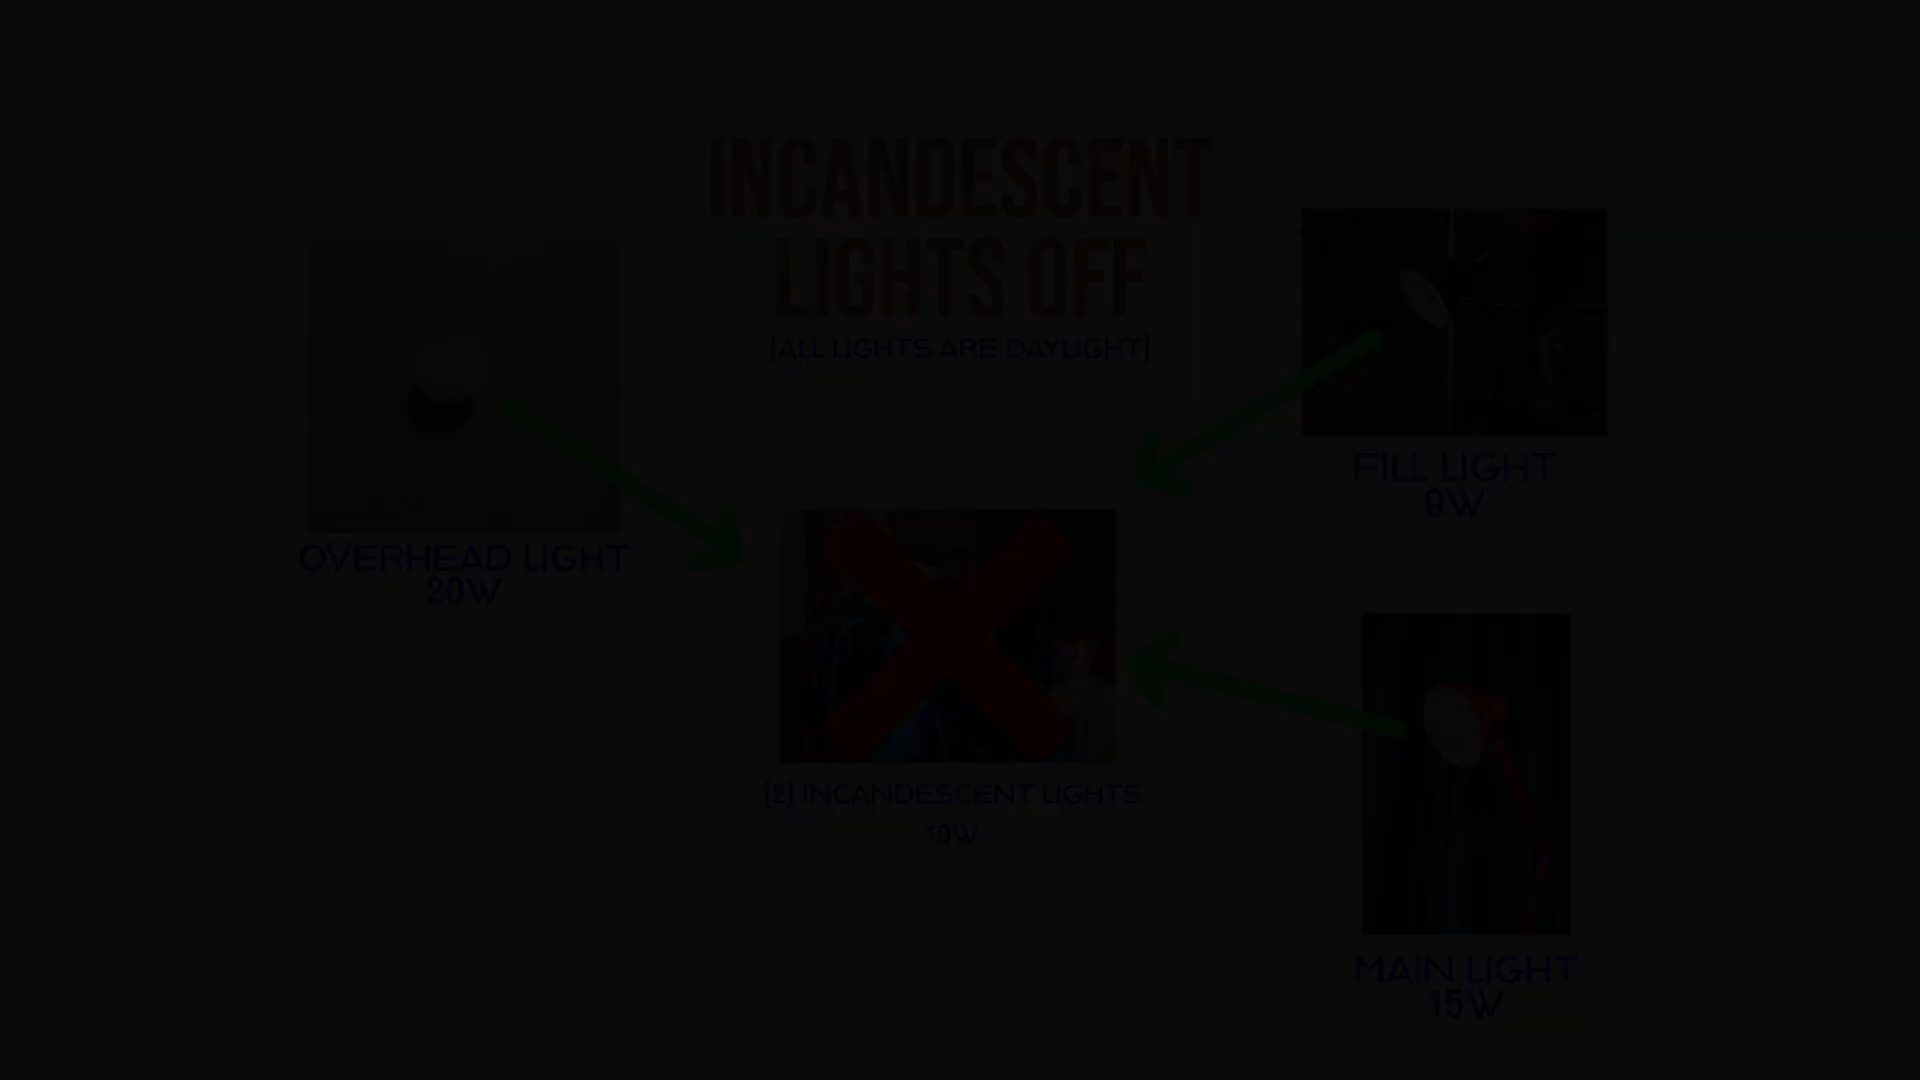 INCANDESCENT
LIGHTS OFF
[ALL LIGHTS ARE DAYLIGHT]
OVERHEAD LIGHT
20W
FILL LIGHT
9W
[2] INCANDESCENT LIGHTS
10W
MAIN LIGHT
15W